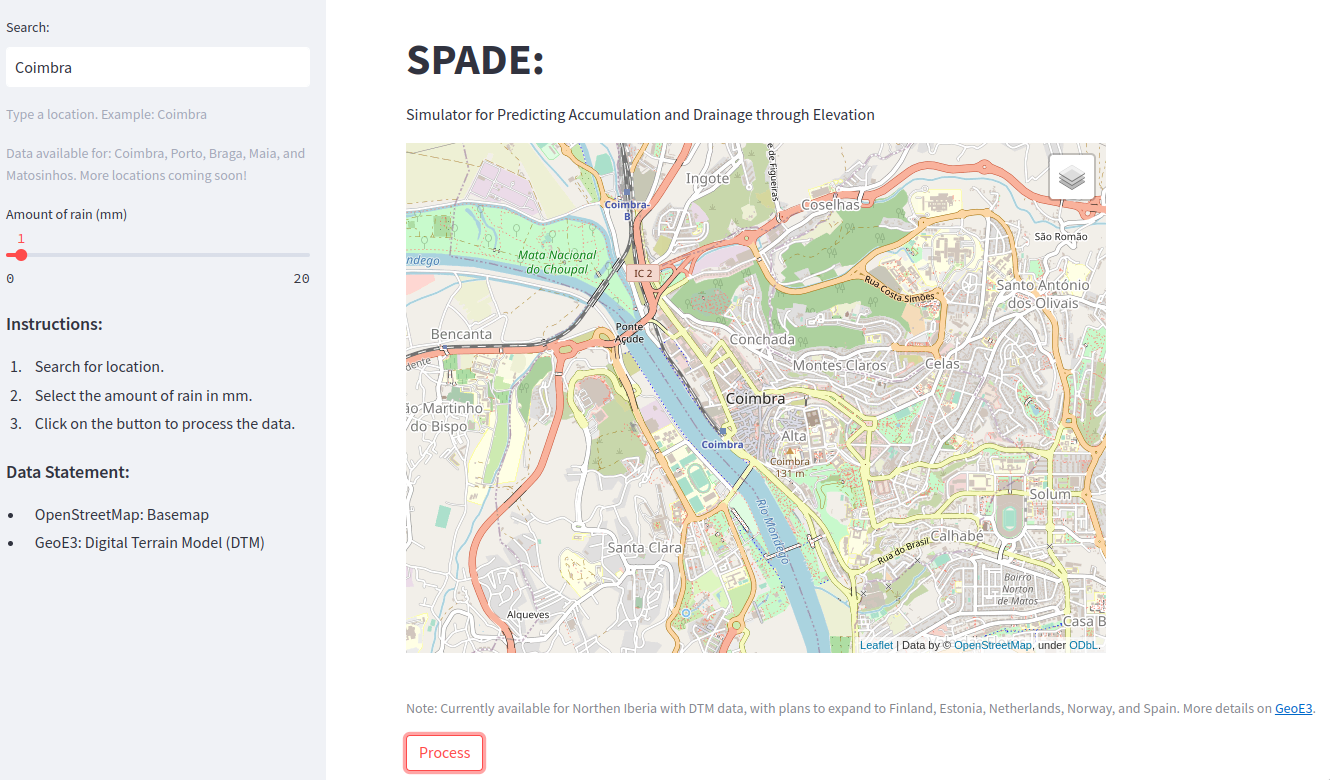 Search:
Coimbra
Type a location. Example: Coimbra
Data available for: Coimbra, Porto, Braga, Maia, and
Matosinhos. More locations coming soon!
Amount of rain (mm)
1
0
20
Instructions:
1. Search for location.
2. Select the amount of rain in mm.
3. Click on the button to process the data.
Data Statement:
• OpenStreetMap: Basemap
• GeoE3: Digital Terrain Model (DTM)
SPADE:
Simulator for Predicting Accumulation and Drainage through Elevation
e de Figueiras
Ingote
Coimbra-
B
Coselhas
São Romão
Mata Nacional
do Choupal
ndego
IC 2
Rua Costa Simões
Santo António
dos Olivais
Bencanta
Ponte
Açude
Conchada
dente
Montes Claros
Celas
Coimbra
ão Martinho
do Bispo
Alta
Coimbra
Coimbra
131 m
Solum
Rio Mondego
Santa Clara
Calhabé
Rua do Brasil
Bairro
Norton
de Matos
Alqueves
Casa B
Leaflet | Data by © OpenStreetMap, under ODbL.
Note: Currently available for Northen Iberia with DTM data, with plans to expand to Finland, Estonia, Netherlands, Norway, and Spain. More details on GeoE3.
Process